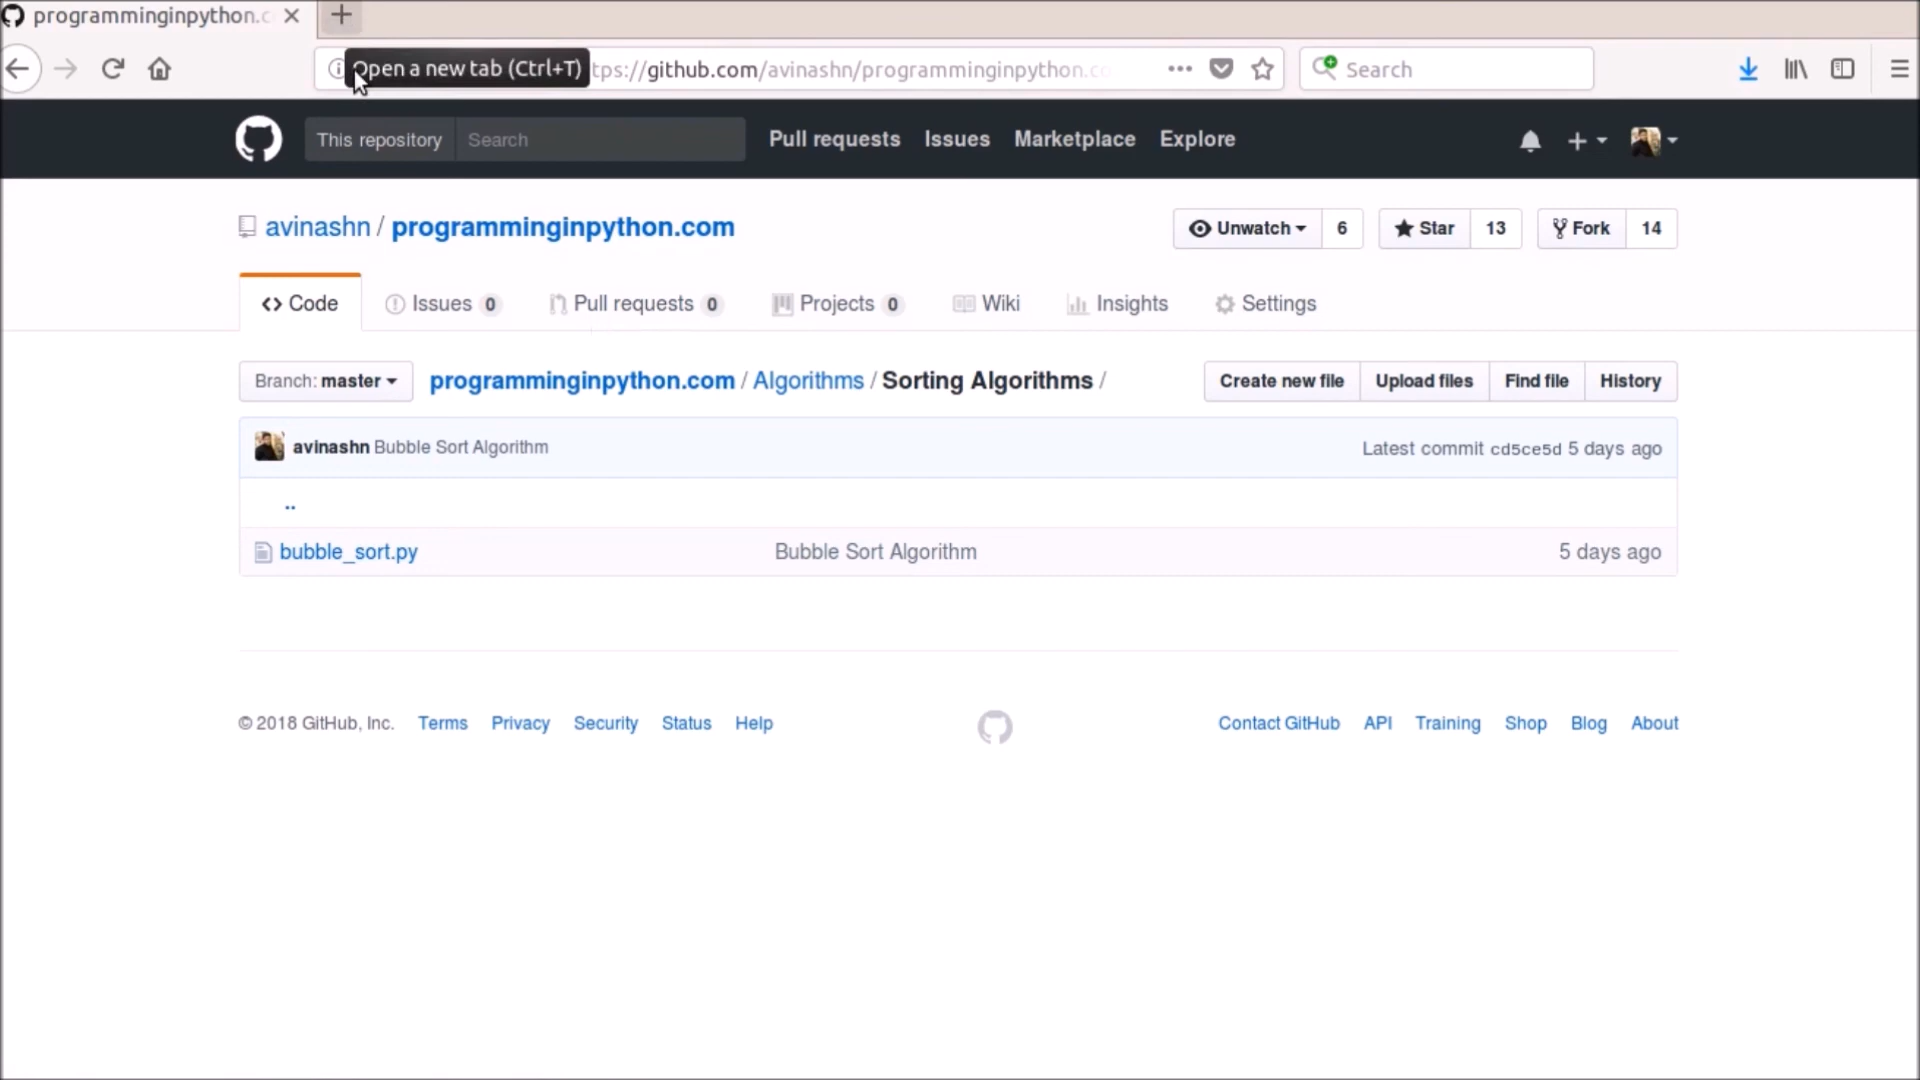 programminginpython.c
Open a new tab (Ctrl+T) tps://github.com/avinashn/programminginpython.co Search
This repository Search Pull requests Issues Marketplace Explore
avinashn / programminginpython.com Unwatch 6 Star 13 Fork 14
Code Issues 0 Pull requests 0 Projects 0 Wiki Insights Settings
Branch: master programminginpython.com / Algorithms / Sorting Algorithms / Create new file Upload files Find file History
avinashn Bubble Sort Algorithm Latest commit cd5ce5d 5 days ago
..
bubble_sort.py Bubble Sort Algorithm 5 days ago
© 2018 GitHub, Inc. Terms Privacy Security Status Help Contact GitHub API Training Shop Blog About